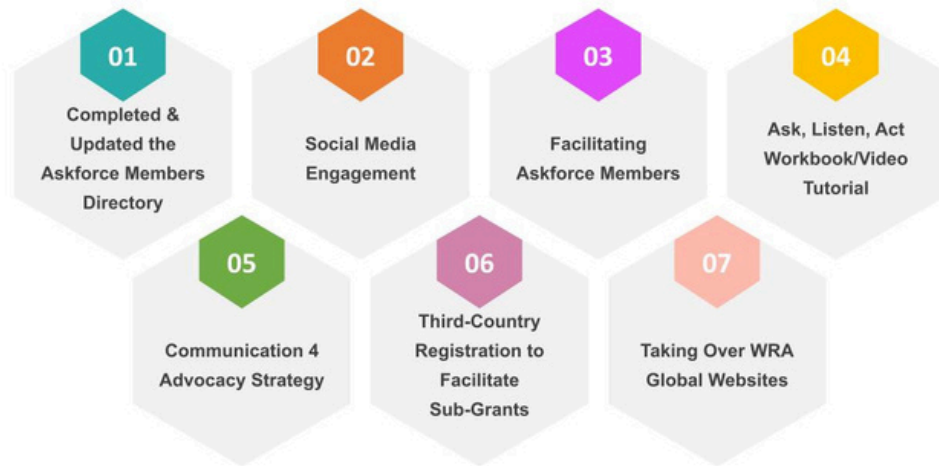 01
Completed &
Updated the
Askforce Members
Directory
02
Social Media
Engagement
03
Facilitating
Askforce Members
04
Ask, Listen, Act
Workbook/Video
Tutorial
05
Communication 4
Advocacy Strategy
06
Third-Country
Registration to
Facilitate
Sub-Grants
07
Taking Over WRA
Global Websites